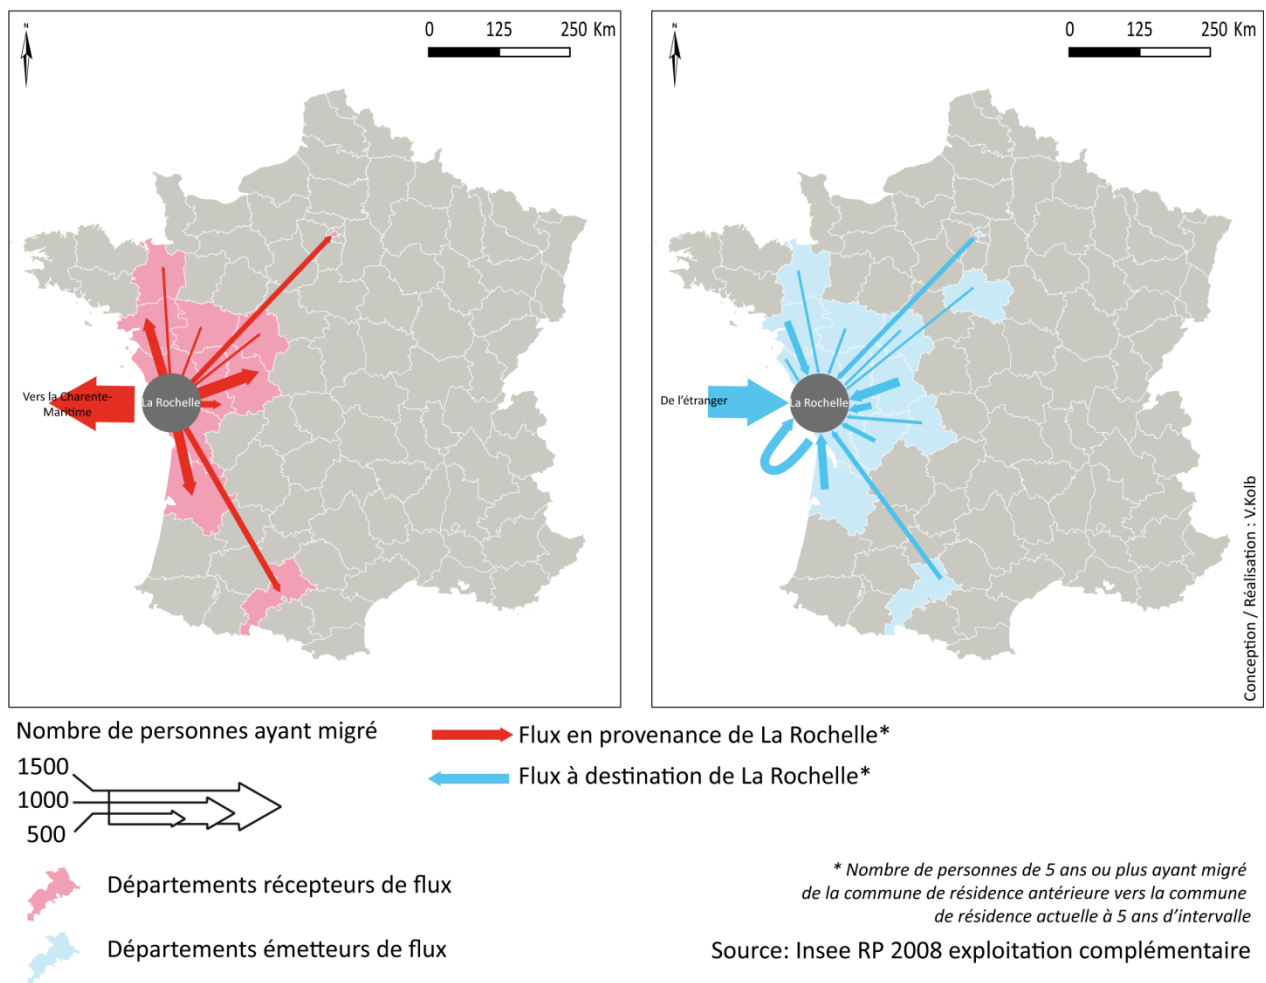 N
0 125 250 Km
Vers la Charente-
Maritime
La Rochelle
N
0 125 250 Km
De l'étranger
La Rochelle
Conception / Réalisation : V.Kolb
Nombre de personnes ayant migré
1500
1000
500
Flux en provenance de La Rochelle*
Flux à destination de La Rochelle*
Départements récepteurs de flux
Départements émetteurs de flux
* Nombre de personnes de 5 ans ou plus ayant migré
de la commune de résidence antérieure vers la commune
de résidence actuelle à 5 ans d'intervalle
Source: Insee RP 2008 exploitation complémentaire